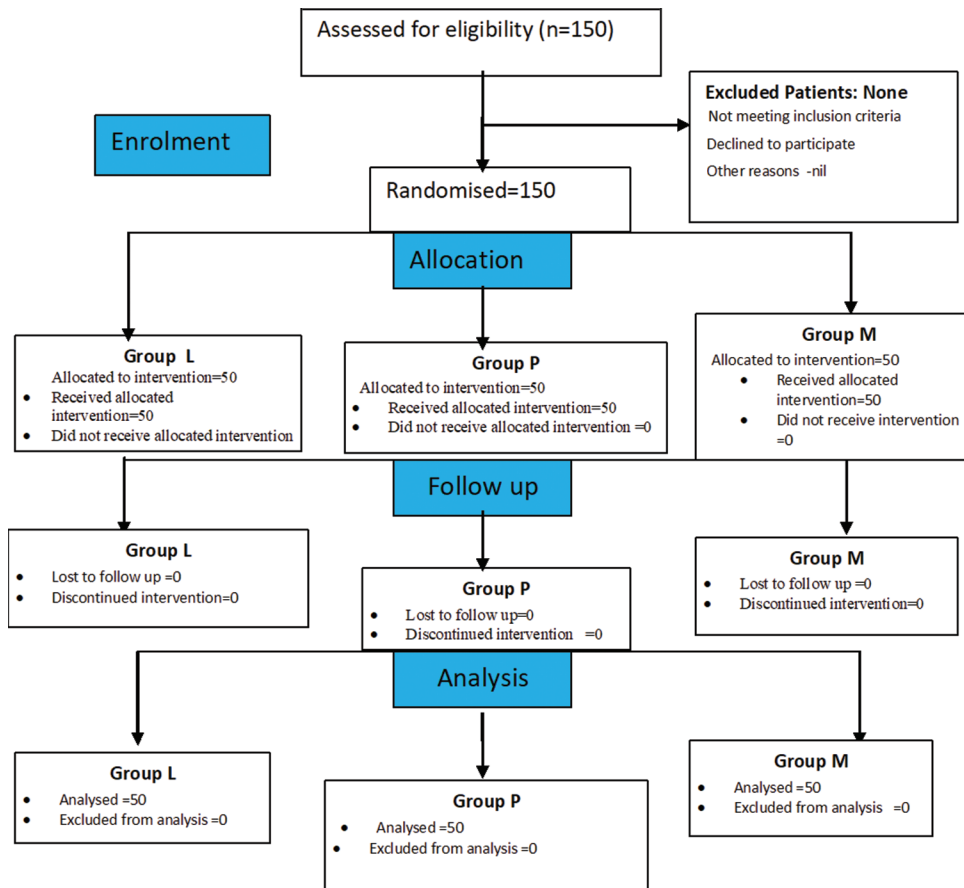 Assessed for eligibility (n=150)
Excluded Patients: None
Not meeting inclusion criteria
Declined to participate
Other reasons -nil
Enrolment
Randomised=150
Allocation
Group L
Allocated to intervention=50
• Received allocated
intervention=50
• Did not receive allocated intervention
Group P
Allocated to intervention=50
• Received allocated intervention=50
• Did not receive allocated intervention =0
Group M
Allocated to intervention=50
• Received allocated
intervention=50
• Did not receive intervention
=0
Follow up
Group L
• Lost to follow up =0
• Discontinued intervention=0
Group P
• Lost to follow up=0
• Discontinued intervention =0
Group M
• Lost to follow up =0
• Discontinued intervention=0
Analysis
Group L
• Analysed =50
• Excluded from analysis =0
Group P
• Analysed =50
• Excluded from analysis =0
Group M
• Analysed =50
• Excluded from analysis =0